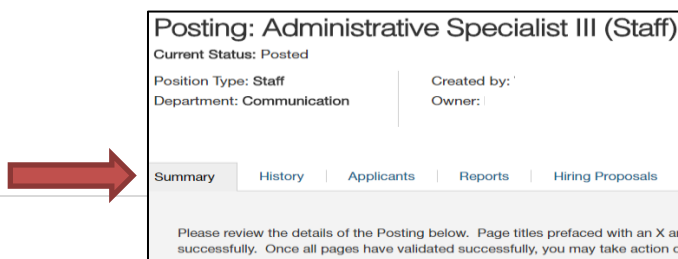 Posting: Administrative Specialist III (Staff)
Current Status: Posted
Position Type: Staff
Created by:
Department: Communication
Owner:
Summary History Applicants Reports Hiring Proposals
Please review the details of the Posting below. Page titles prefaced with an X
successfully. Once all pages have validated successfully, you may take action